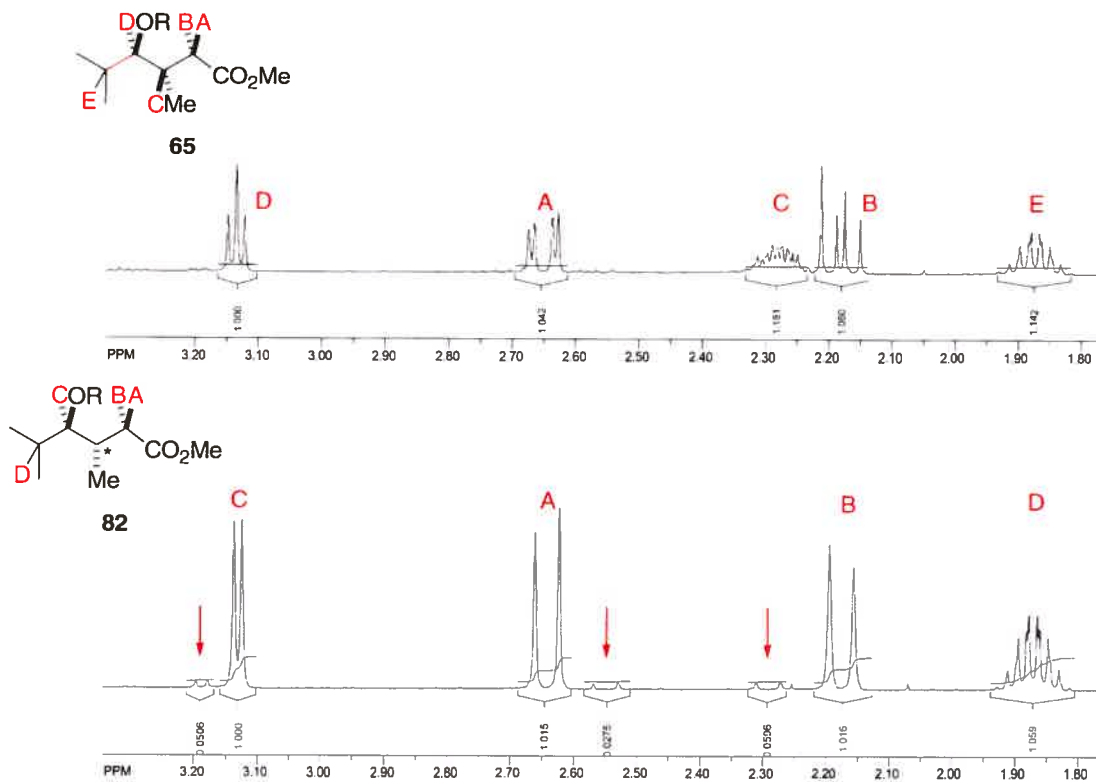 DOR BA
CO₂Me
E
CMe
65
D
A
C
B
E
1.000
1.042
1.151
1.060
1.142
PPM 3.20 3.10 3.00 2.90 2.80 2.70 2.60 2.50 2.40 2.30 2.20 2.10 2.00 1.90 1.80
COR BA
*
CO₂Me
D
Me
82
C
A
B
D
0.0506
1.000
1.015
0.0275
0.0506
1.016
1.059
PPM 3.20 3.10 3.00 2.90 2.80 2.70 2.60 2.50 2.40 2.30 2.20 2.10 2.00 1.90 1.80